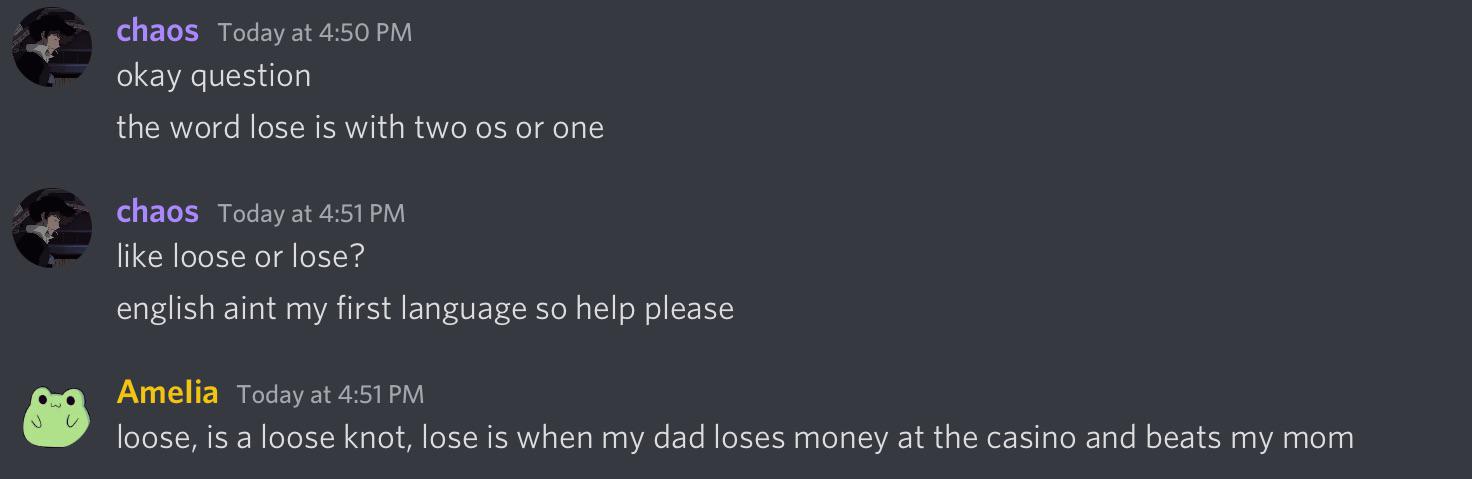 chaos Today at 4:50 PM
okay question
the word lose is with two os or one
chaos Today at 4:51 PM
like loose or lose?
english aint my first language so help please
Amelia Today at 4:51 PM
loose, is a loose knot, lose is when my dad loses money at the casino and beats my mom